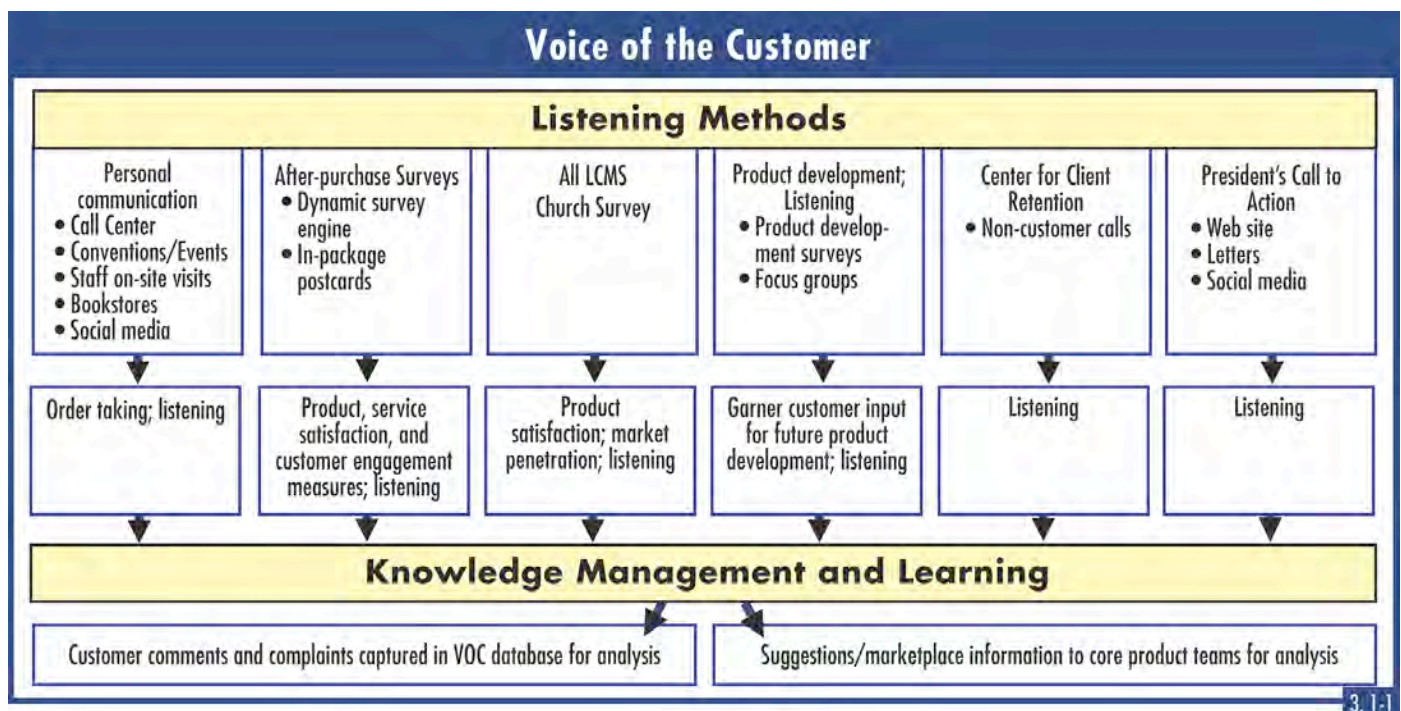 Voice of the Customer
Listening Methods
Personal
communication
• Call Center
• Conventions/Events
• Staff on-site visits
• Bookstores
• Social media
After-purchase Surveys
• Dynamic survey
engine
• In-package
postcards
All LCMS
Church Survey
Product development;
Listening
• Product develop-
ment surveys
• Focus groups
Center for Client
Retention
• Non-customer calls
President's Call to
Action
• Web site
• Letters
• Social media
Order taking; listening
Product, service
satisfaction, and
customer engagement
measures; listening
Product
satisfaction; market
penetration; listening
Garner customer input
for future product
development; listening
Listening
Listening
Knowledge Management and Learning
Customer comments and complaints captured in VOC database for analysis
Suggestions/marketplace information to core product teams for analysis
3.1-1